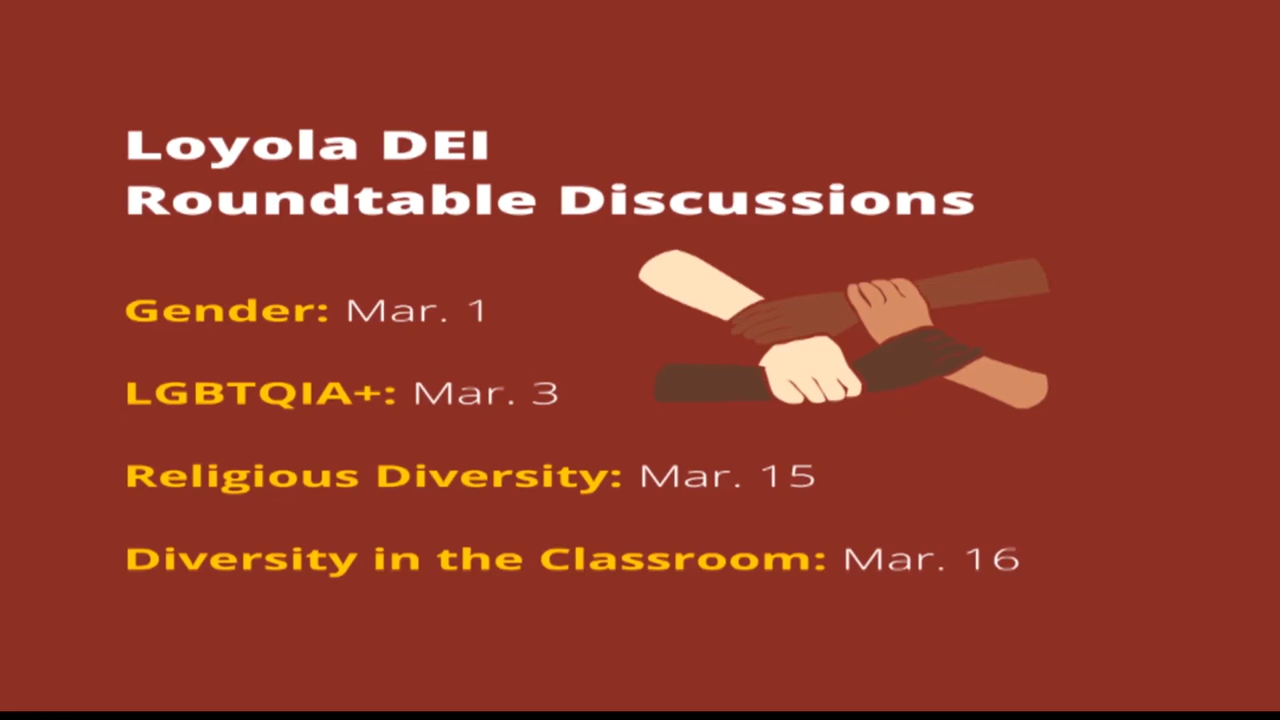 Loyola DEI
Roundtable Discussions
Gender: Mar. 1
LGBTQIA+: Mar. 3
Religious Diversity: Mar. 15
Diversity in the Classroom: Mar. 16